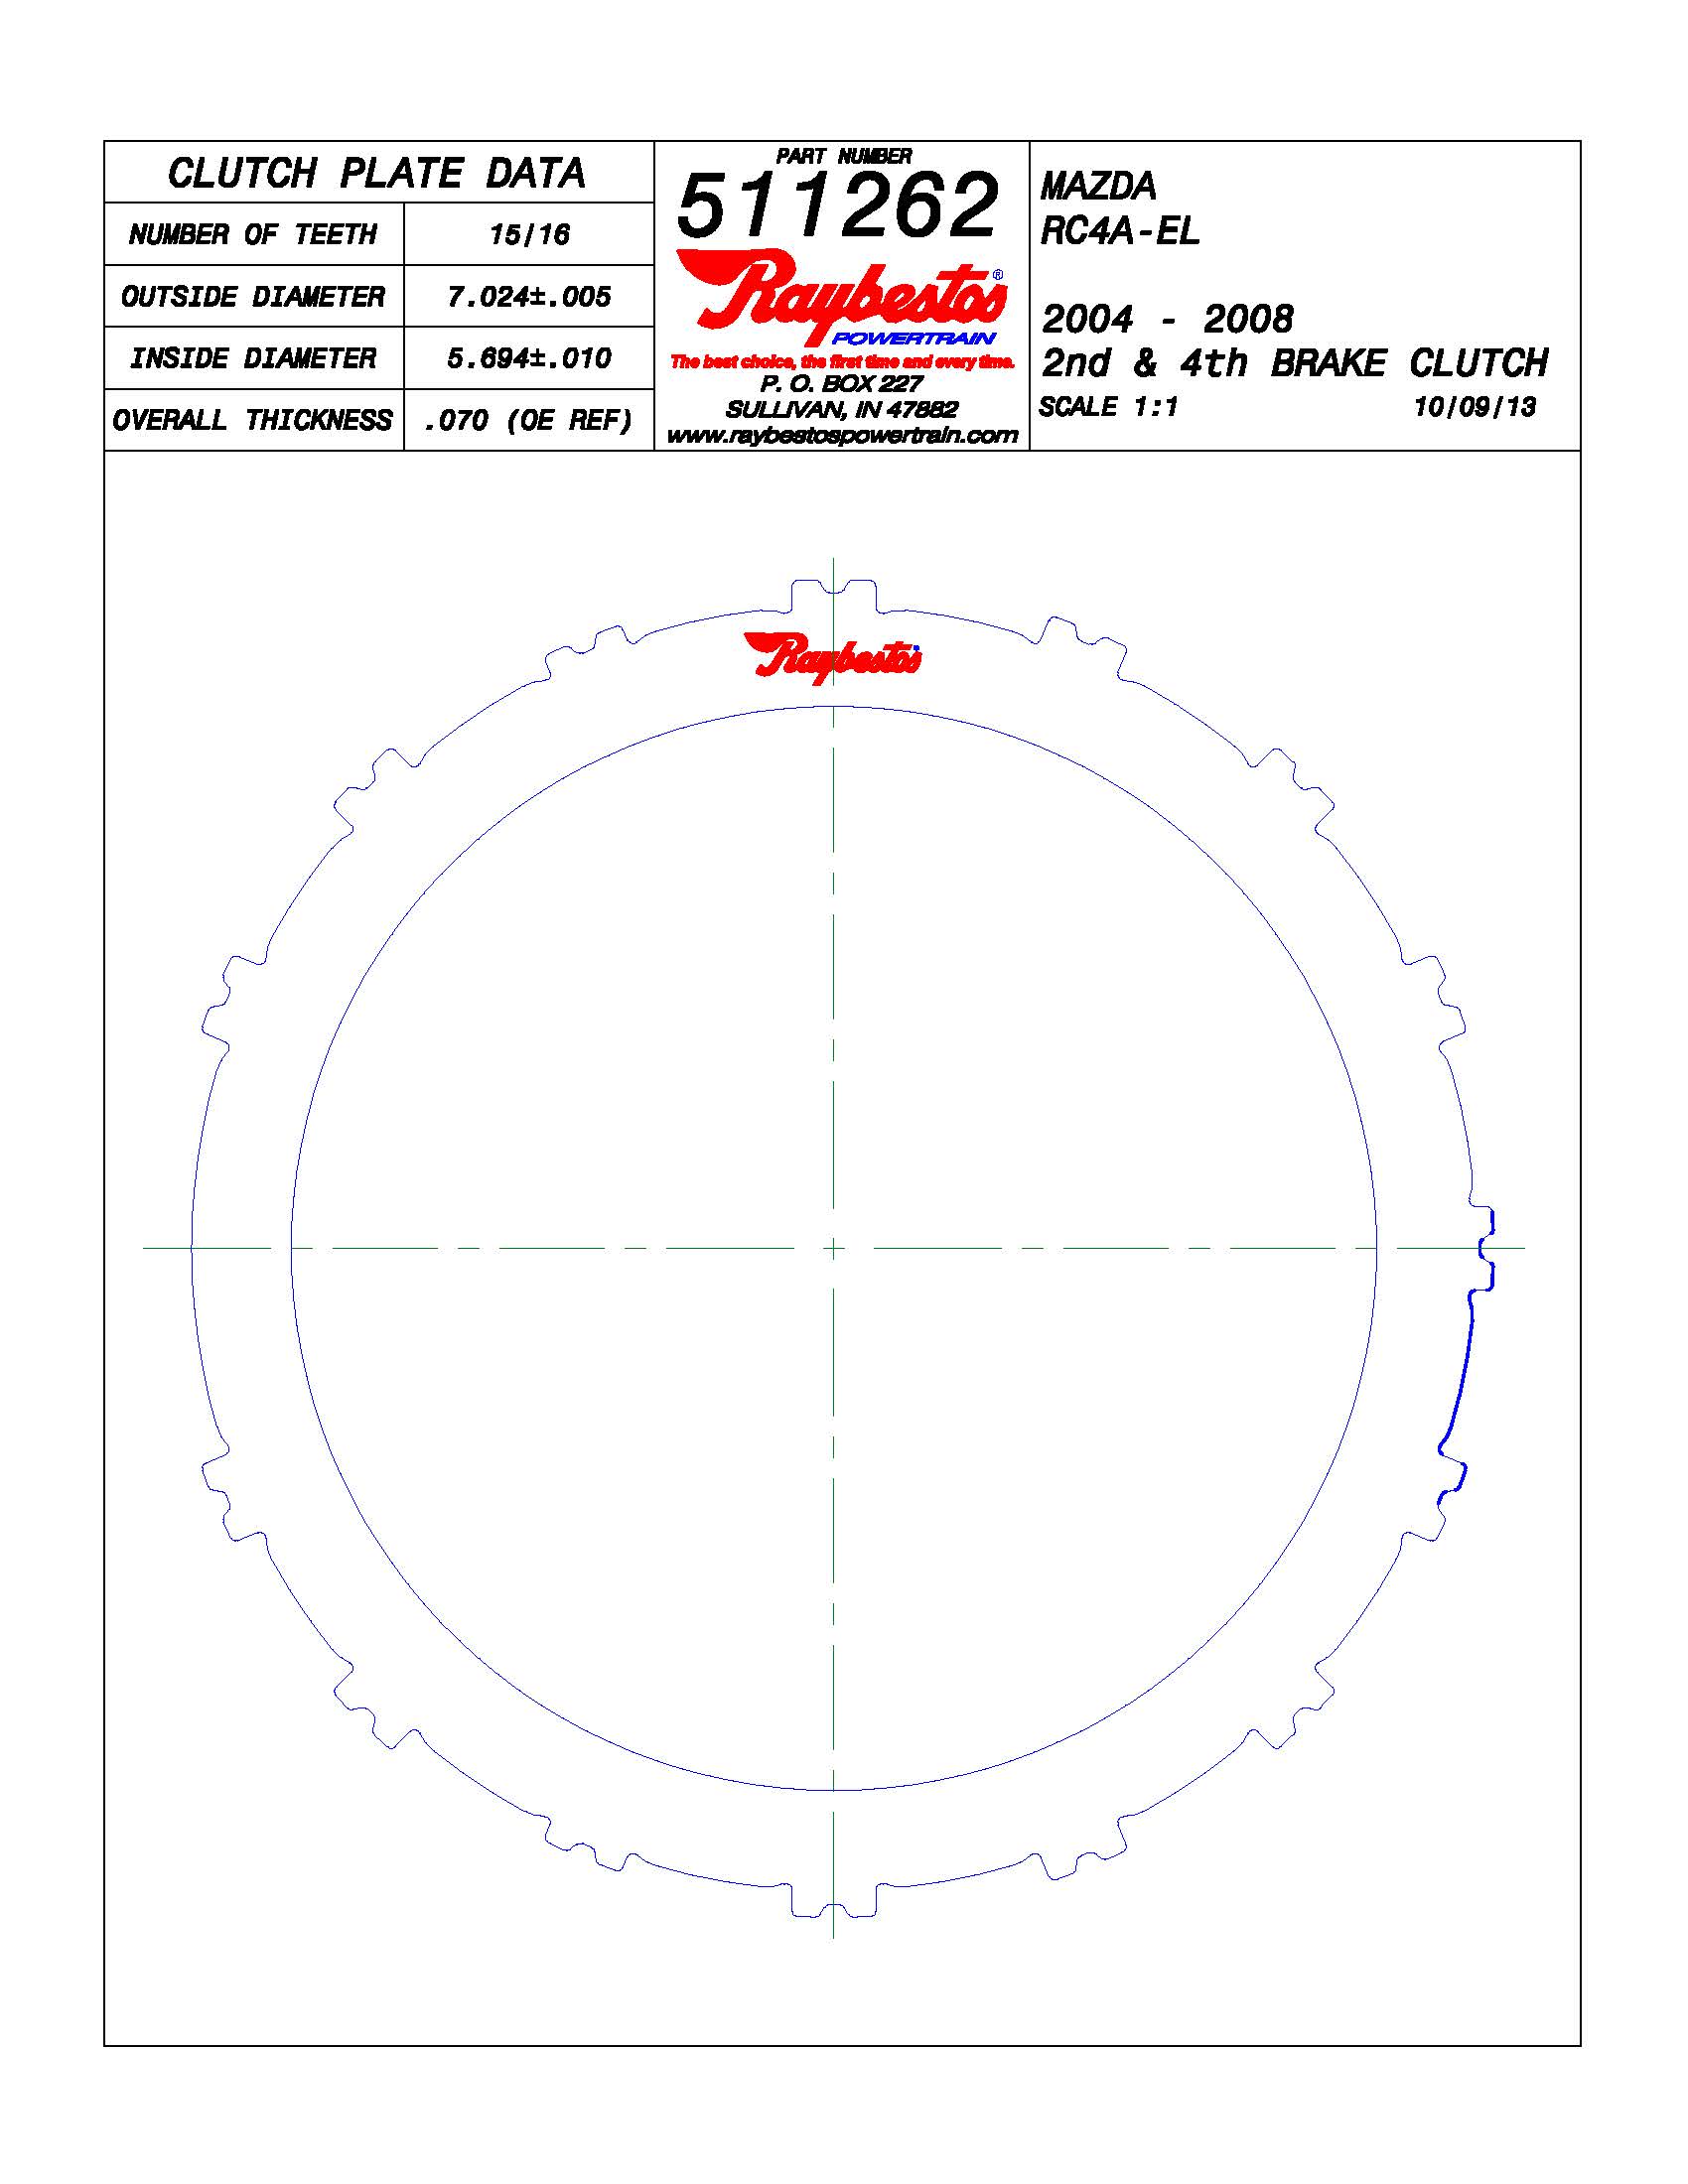 CLUTCH PLATE DATA
NUMBER OF TEETH 15/16
OUTSIDE DIAMETER 7.024±.005
INSIDE DIAMETER 5.694±.010
OVERALL THICKNESS .070 (OE REF)
PART NUMBER
511262
Raybestos®
POWERTRAIN
The best choice, the first time and every time.
P. O. BOX 227
SULLIVAN, IN 47882
www.raybestospowertrain.com
MAZDA
RC4A-EL
2004 - 2008
2nd & 4th BRAKE CLUTCH
SCALE 1:1 10/09/13
Raybestos